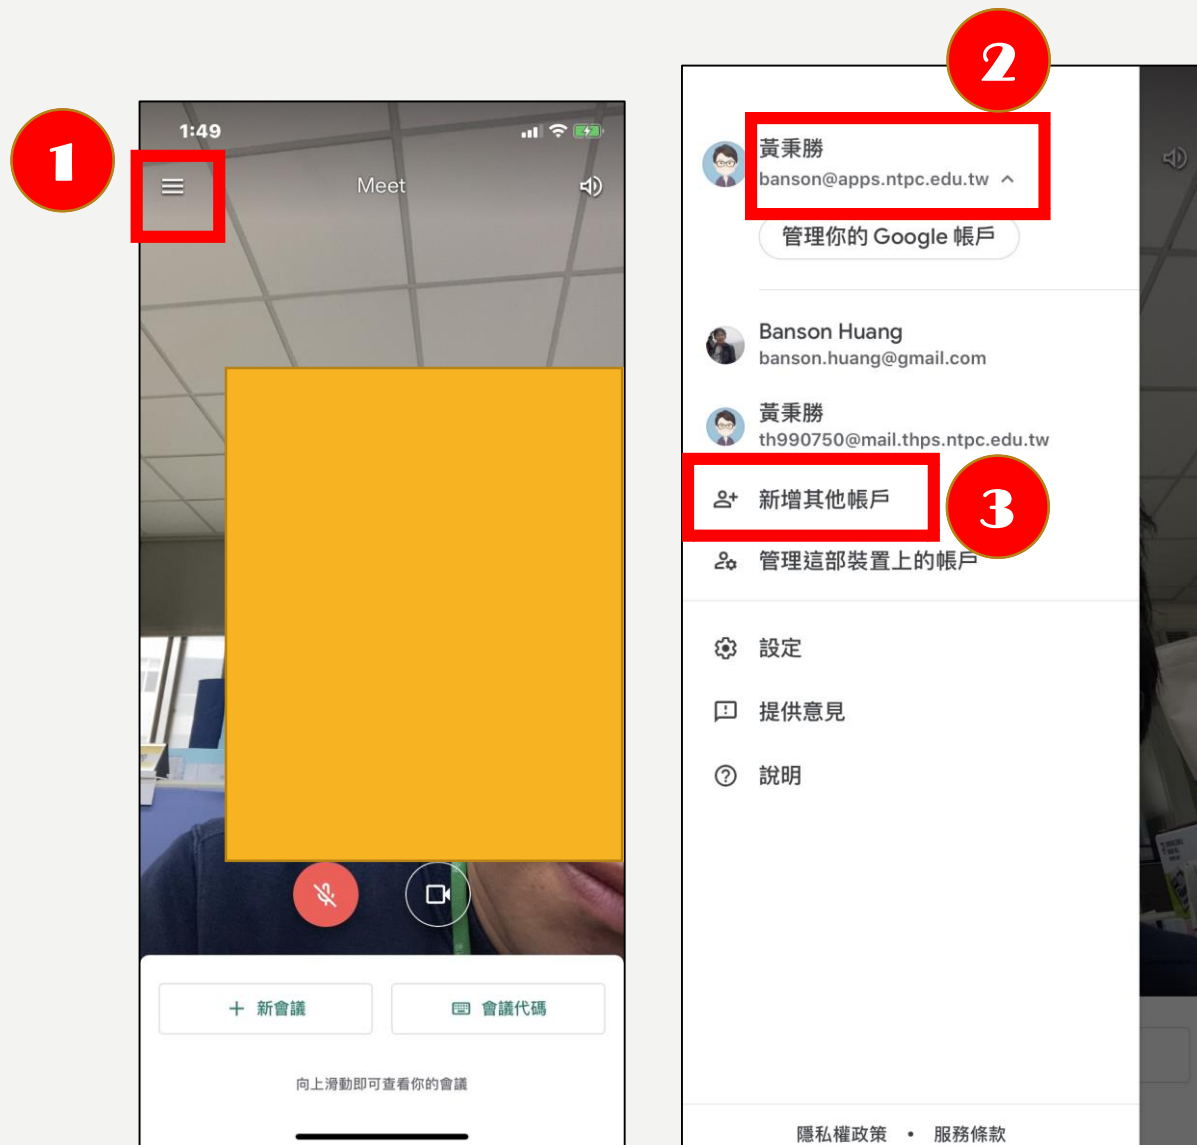 1
1:49
Meet
新會議
會議代碼
向上滑動即可查看你的會議
2
黃秉勝
banson@apps.ntpc.edu.tw
管理你的 Google 帳戶
Banson Huang
banson.huang@gmail.com
黃秉勝
th990750@mail.thps.ntpc.edu.tw
新增其他帳戶
3
管理這部裝置上的帳戶
設定
提供意見
說明
隱私權政策 • 服務條款